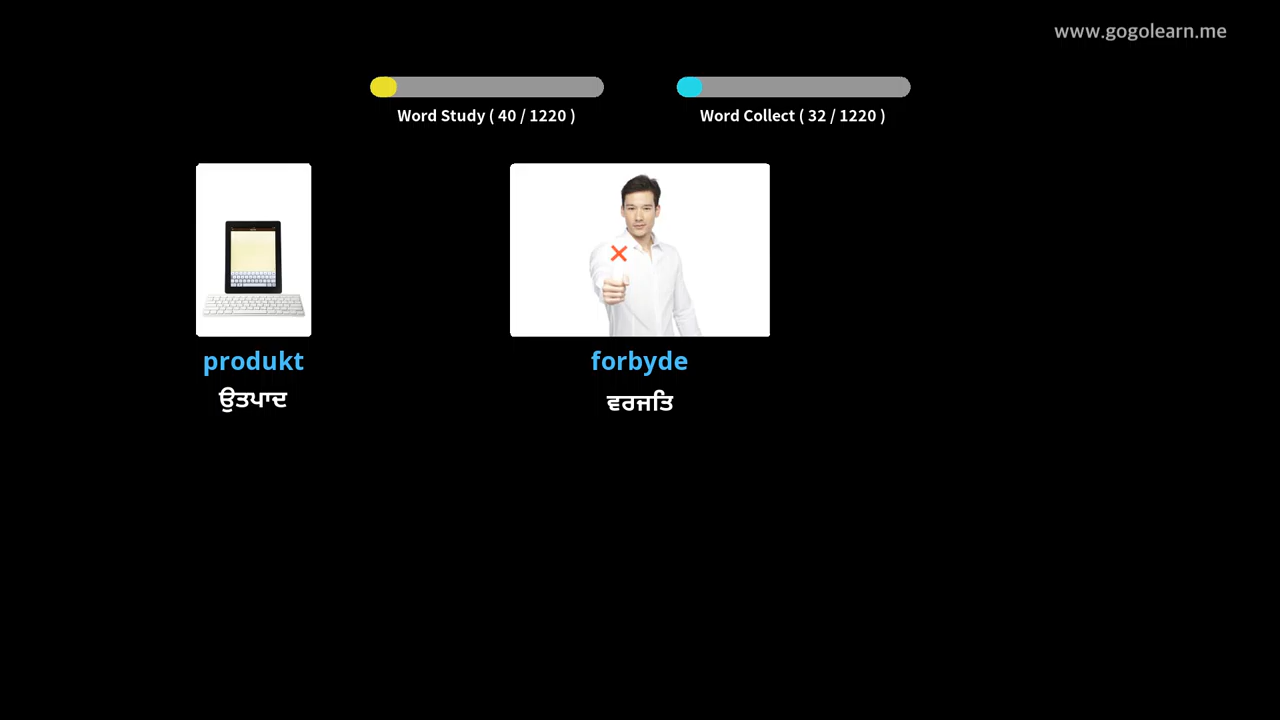 www.gogolearn.me
Word Study ( 40 / 1220 )
Word Collect ( 32 / 1220 )
produkt
forbyde
ਉਤਪਾਦ
ਵਰਜਤਿ